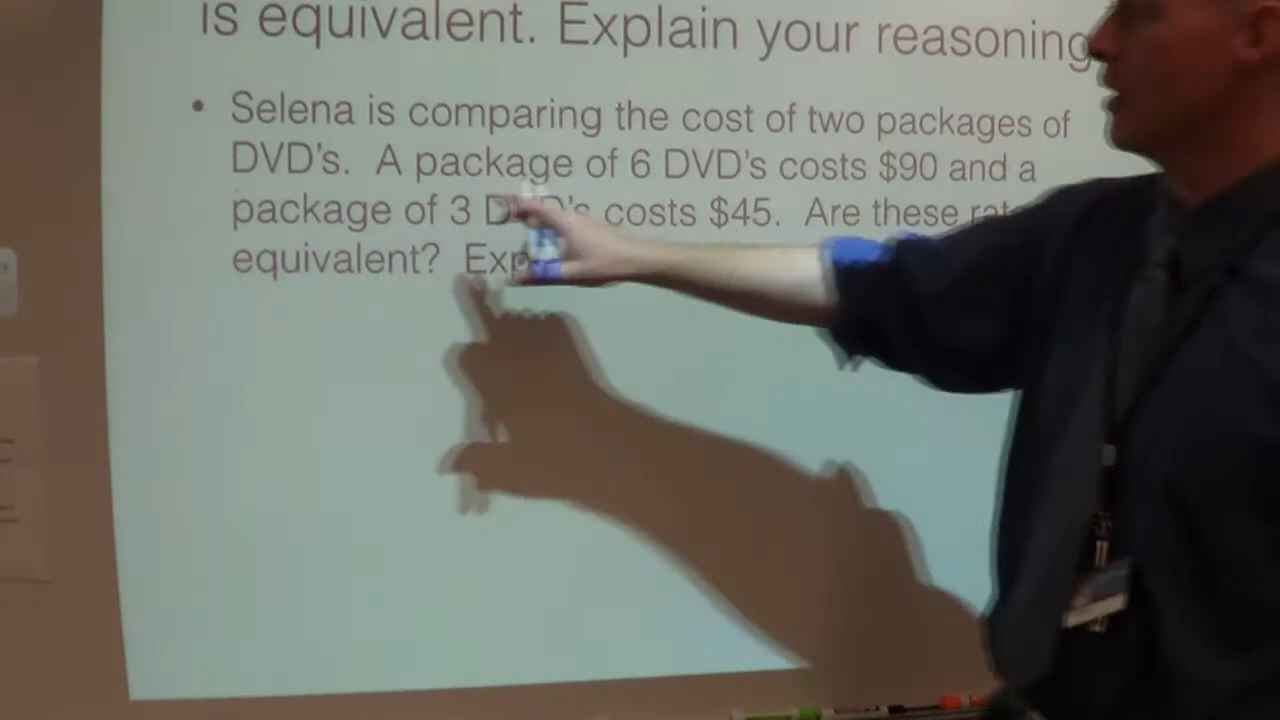 is equivalent. Explain your reasoning
• Selena is comparing the cost of two packages of
DVD's. A package of 6 DVD's costs $90 and a
package of 3 costs $45. Are these
equivalent?